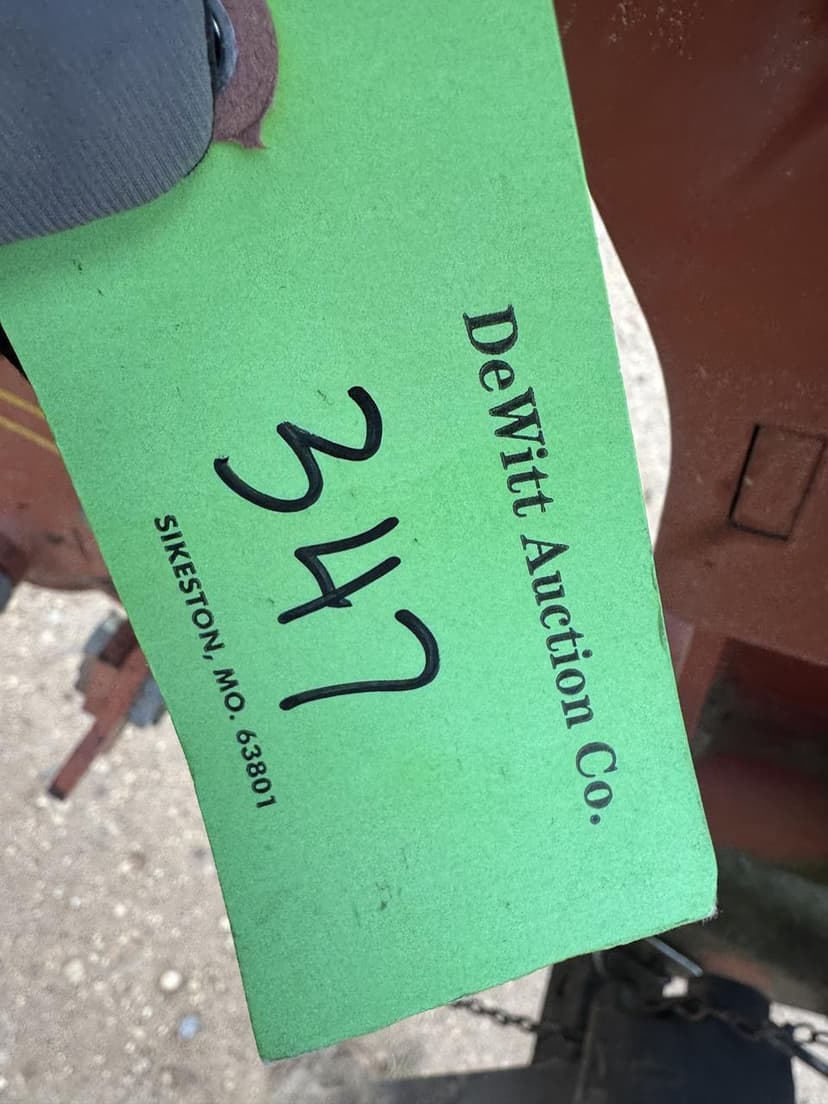 DeWitt Auction Co.
347
SIKESTON, MO. 63801